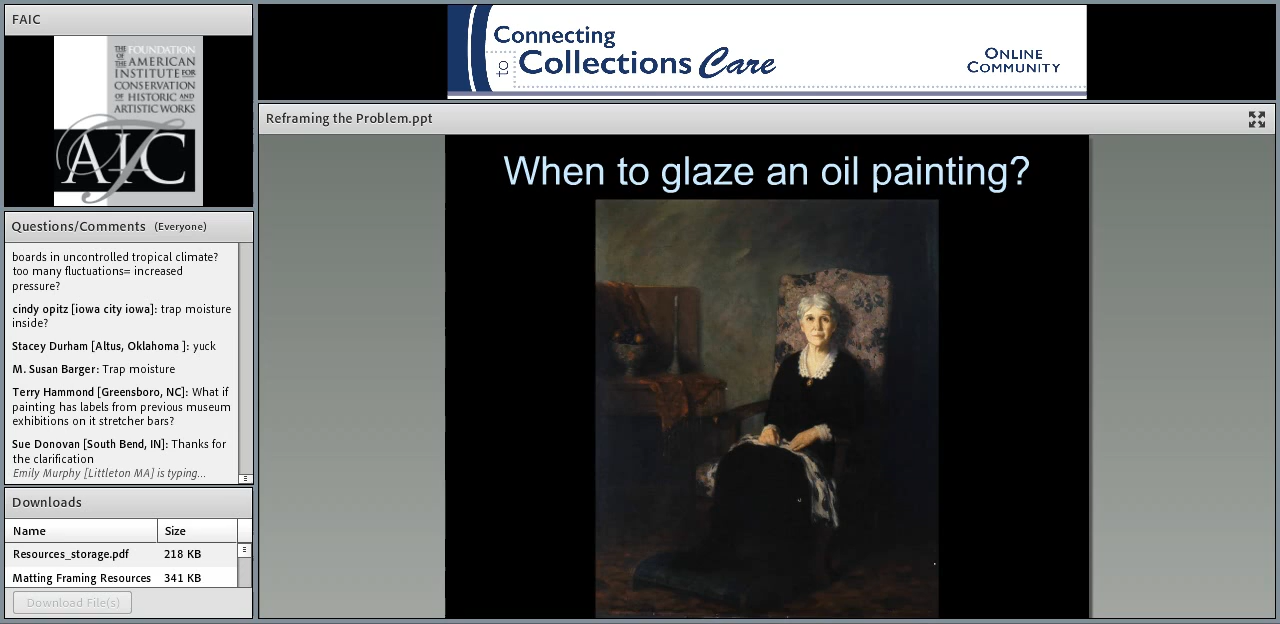 FAIC
THE FOUNDATION
OF THE AMERICAN
INSTITUTE FOR
CONSERVATION
OF HISTORIC AND
ARTISTIC WORKS
AIC
Questions/Comments (Everyone)
boards in uncontrolled tropical climate?
too many fluctuations= increased
pressure?
cindy opitz [iowa city iowa]: trap moisture
inside?
Stacey Durham [Altus, Oklahoma ]: yuck
M. Susan Barger: Trap moisture
Terry Hammond [Greensboro, NC]: What if
painting has labels from previous museum
exhibitions on it stretcher bars?
Sue Donovan [South Bend, IN]: Thanks for
the clarification
Emily Murphy [Littleton MA] is typing...
Downloads
Name Size
Resources_storage.pdf 218 KB
Matting Framing Resources 341 KB
Download File(s)
Connecting
to Collections Care
ONLINE
COMMUNITY
Reframing the Problem.ppt
When to glaze an oil painting?